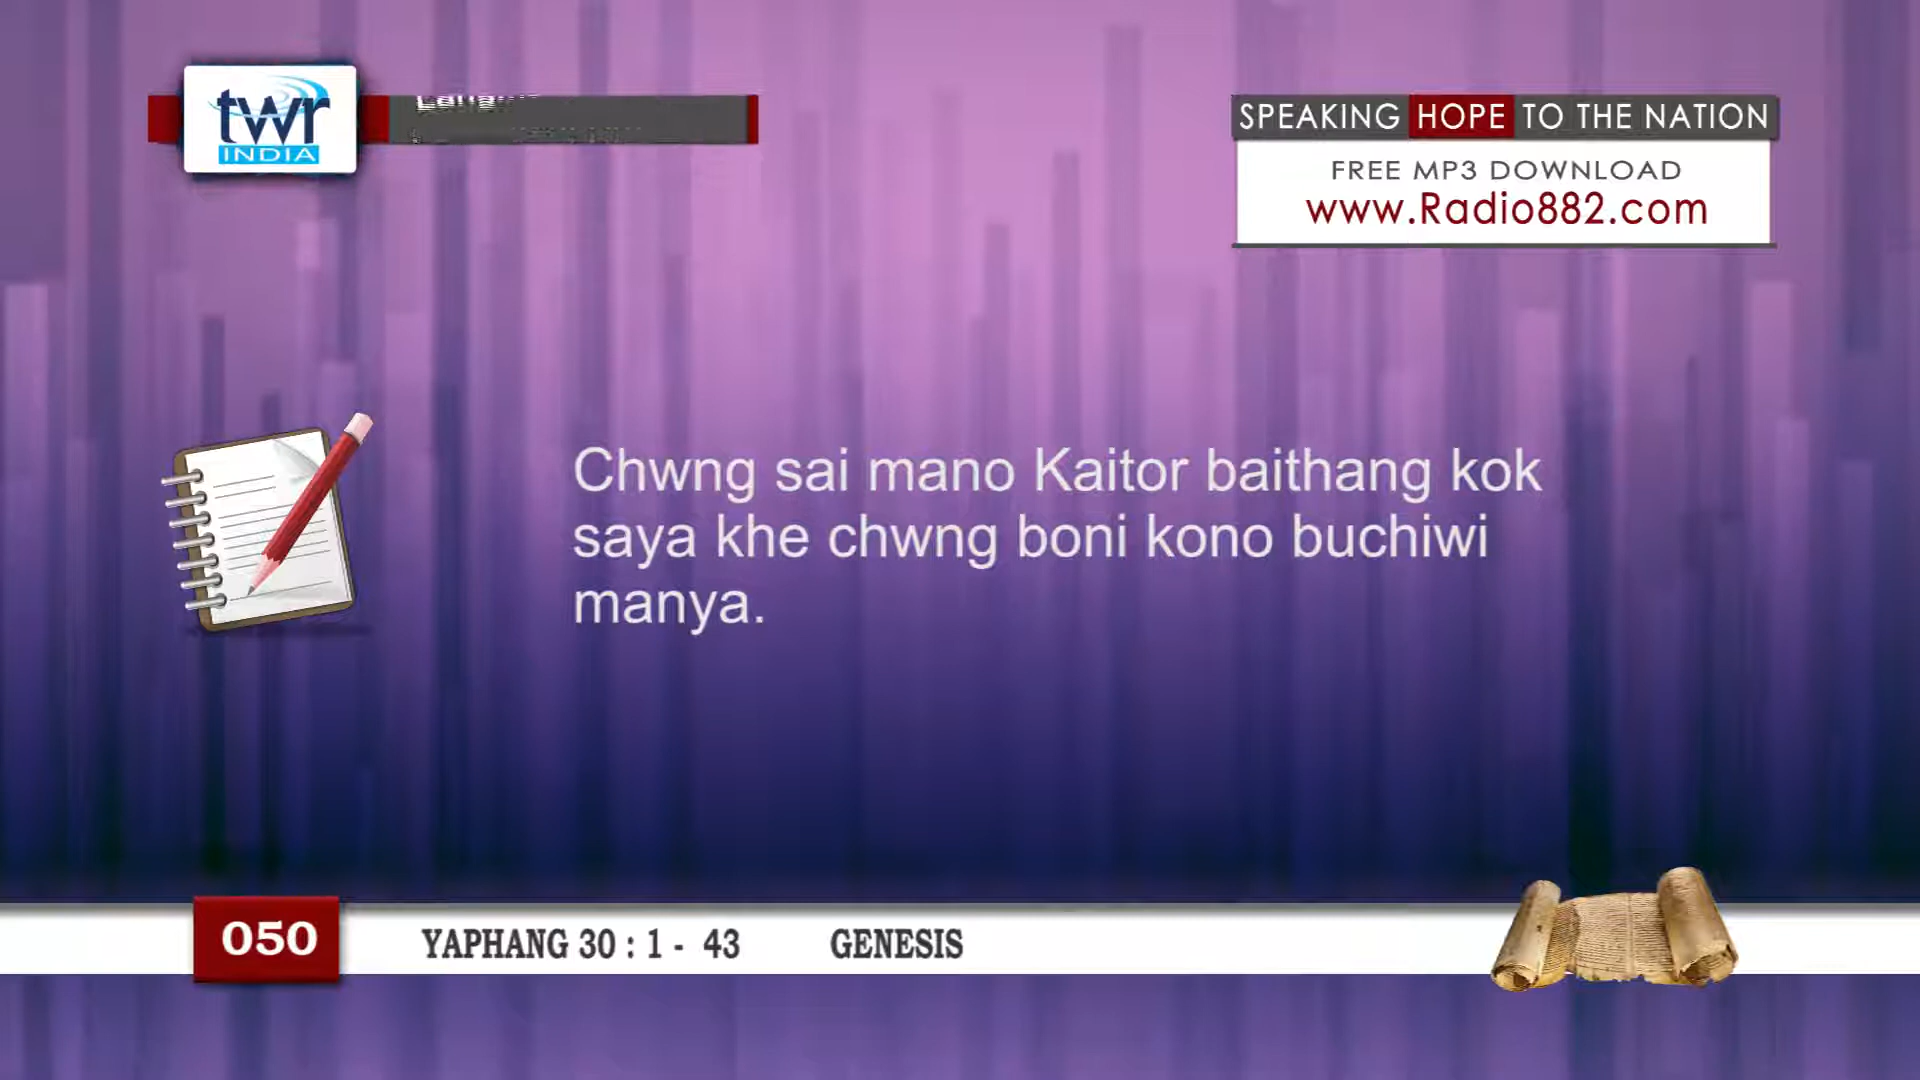 twr
INDIA
SPEAKING HOPE TO THE NATION
FREE MP3 DOWNLOAD
www.Radio882.com
Chwng sai mano Kaitor baithang kok
saya khe chwng boni kono buchiwi
manya.
050 YAPHANG 30 : 1 - 43 GENESIS